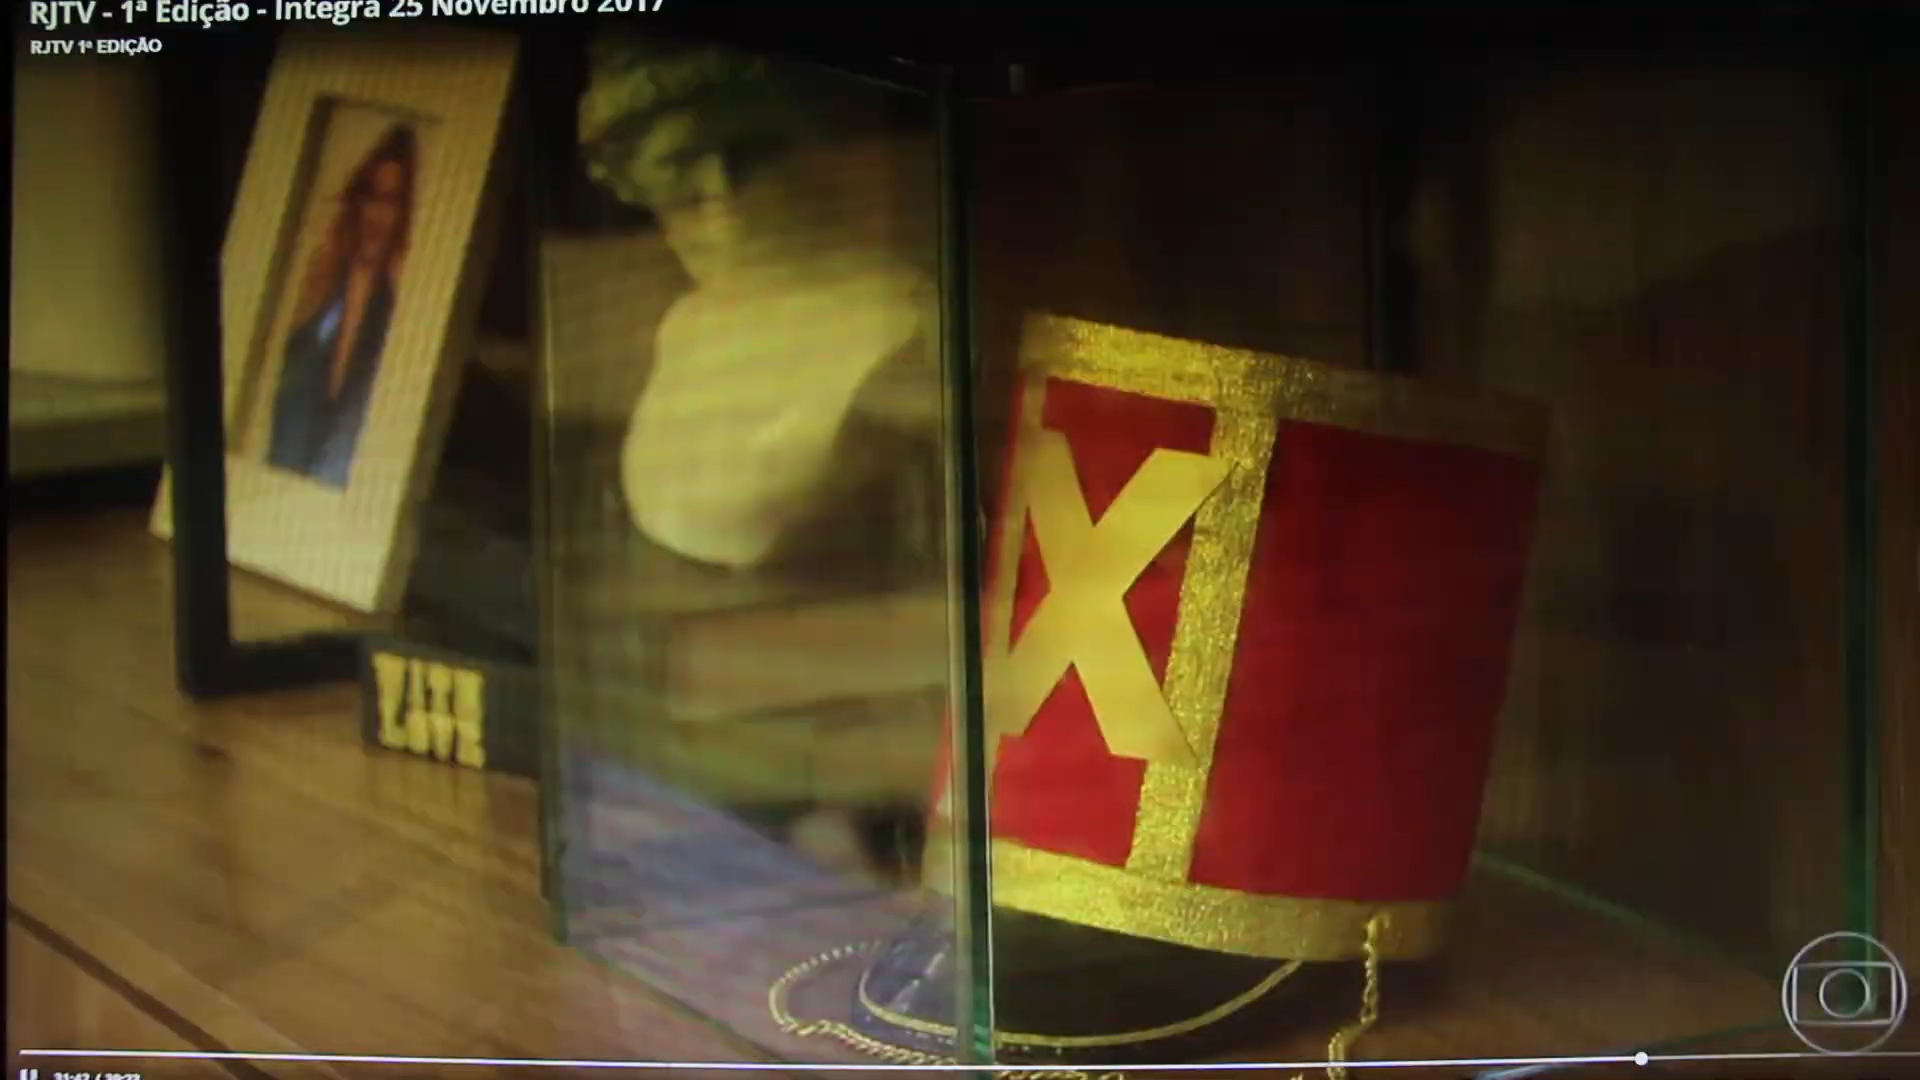 RJTV - 1ª Edição - Íntegra 25 Novembro 2017
RJTV 1ª EDIÇÃO
X
WITH
LOVE